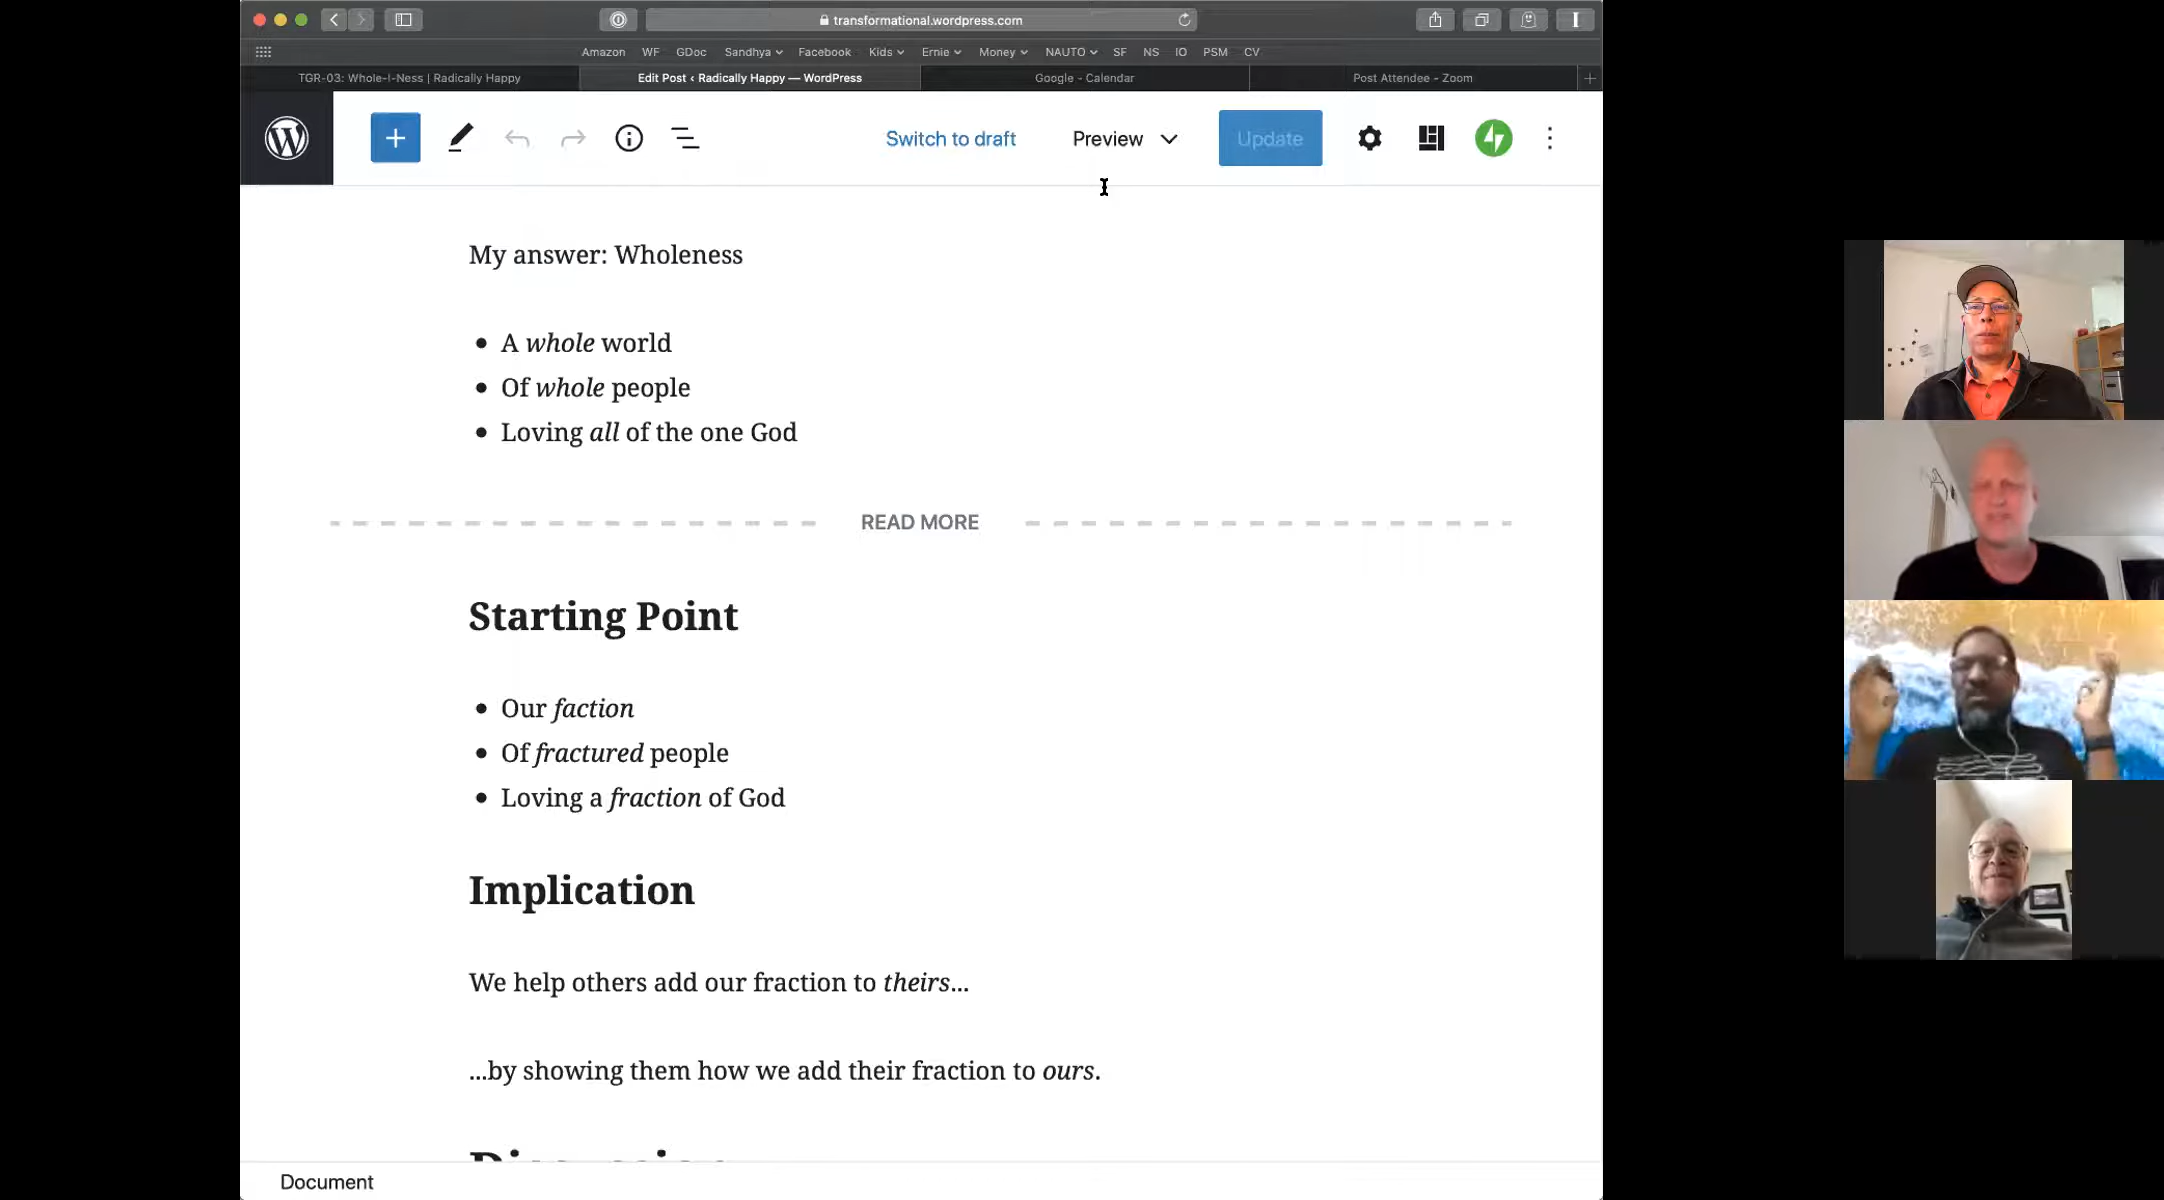 transformational.wordpress.com
Amazon WF GDoc Sandhya Facebook Kids Ernie Money NAUTO SF NS IO PSM CV
TGR-03: Whole-I-Ness | Radically Happy Edit Post ‹ Radically Happy — WordPress Google - Calendar Post Attendee - Zoom
Switch to draft Preview Update
My answer: Wholeness
• A whole world
• Of whole people
• Loving all of the one God
READ MORE
Starting Point
• Our faction
• Of fractured people
• Loving a fraction of God
Implication
We help others add our fraction to theirs...
...by showing them how we add their fraction to ours.
Discussion
Document